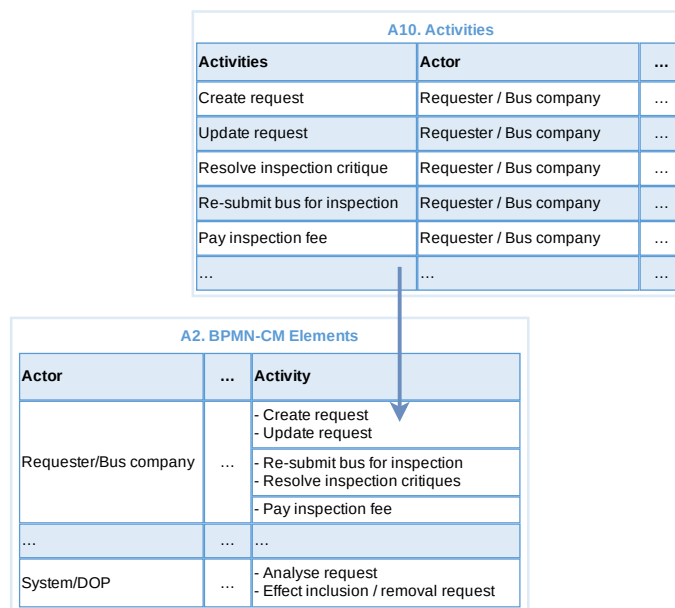 A10. Activities
Activities Actor …
Create request Requester / Bus company …
Update request Requester / Bus company …
Resolve inspection critique Requester / Bus company …
Re-submit bus for inspection Requester / Bus company …
Pay inspection fee Requester / Bus company …
… … …
A2. BPMN-CM Elements
Actor … Activity
- Create request
- Update request
Requester/Bus company …
- Re-submit bus for inspection
- Resolve inspection critiques
- Pay inspection fee
… … …
System/DOP …
- Analyse request
- Effect inclusion / removal request